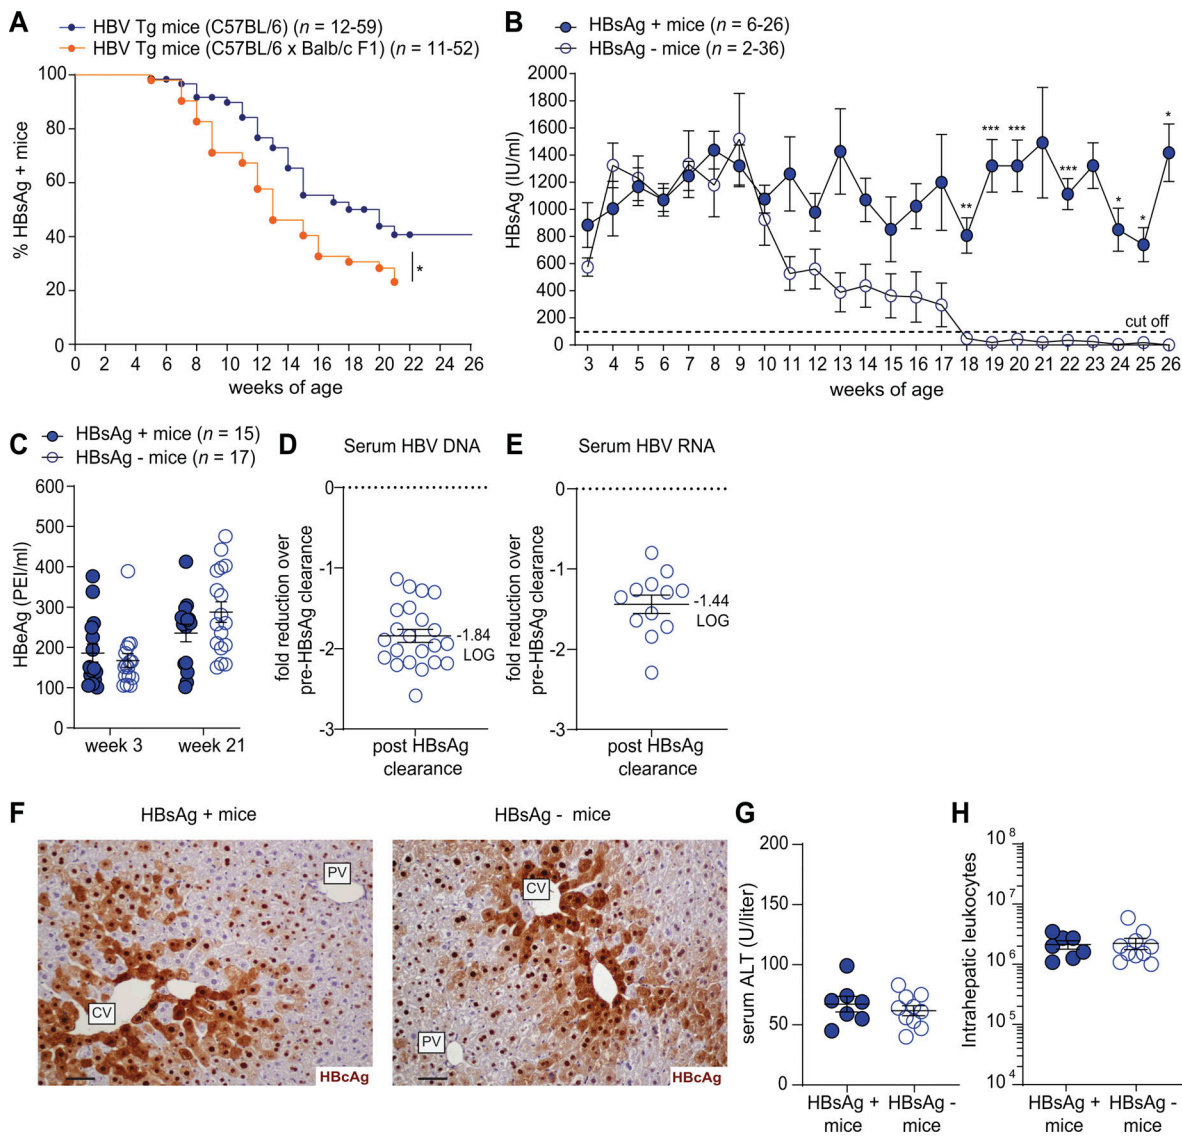 A
HBV Tg mice (C57BL/6) (n = 12-59)
HBV Tg mice (C57BL/6 x Balb/c F1) (n = 11-52)
% HBsAg + mice
100
80
60
40
20
0
*
0 2 4 6 8 10 12 14 16 18 20 22 24 26
weeks of age
B
HBsAg + mice (n = 6-26)
HBsAg - mice (n = 2-36)
HBsAg (IU/ml)
2000
1800
1600
1400
1200
1000
800
600
400
200
0
** *** *** *** * * *
cut off
3 4 5 6 7 8 9 10 11 12 13 14 15 16 17 18 19 20 21 22 23 24 25 26
weeks of age
C
HBsAg + mice (n = 15)
HBsAg - mice (n = 17)
HBeAg (PEI/ml)
600
500
400
300
200
100
0
week 3 week 21
D
Serum HBV DNA
fold reduction over
pre-HBsAg clearance
0
-1
-2
-3
-1.84
LOG
post HBsAg
clearance
E
Serum HBV RNA
fold reduction over
pre-HBsAg clearance
0
-1
-2
-3
-1.44
LOG
post HBsAg
clearance
F
HBsAg + mice
PV
CV
HBcAg
HBsAg - mice
CV
PV
HBcAg
G
serum ALT (U/liter)
200
150
100
50
0
HBsAg + mice
HBsAg - mice
H
Intrahepatic leukocytes
10^8
10^7
10^6
10^5
10^4
HBsAg + mice
HBsAg - mice